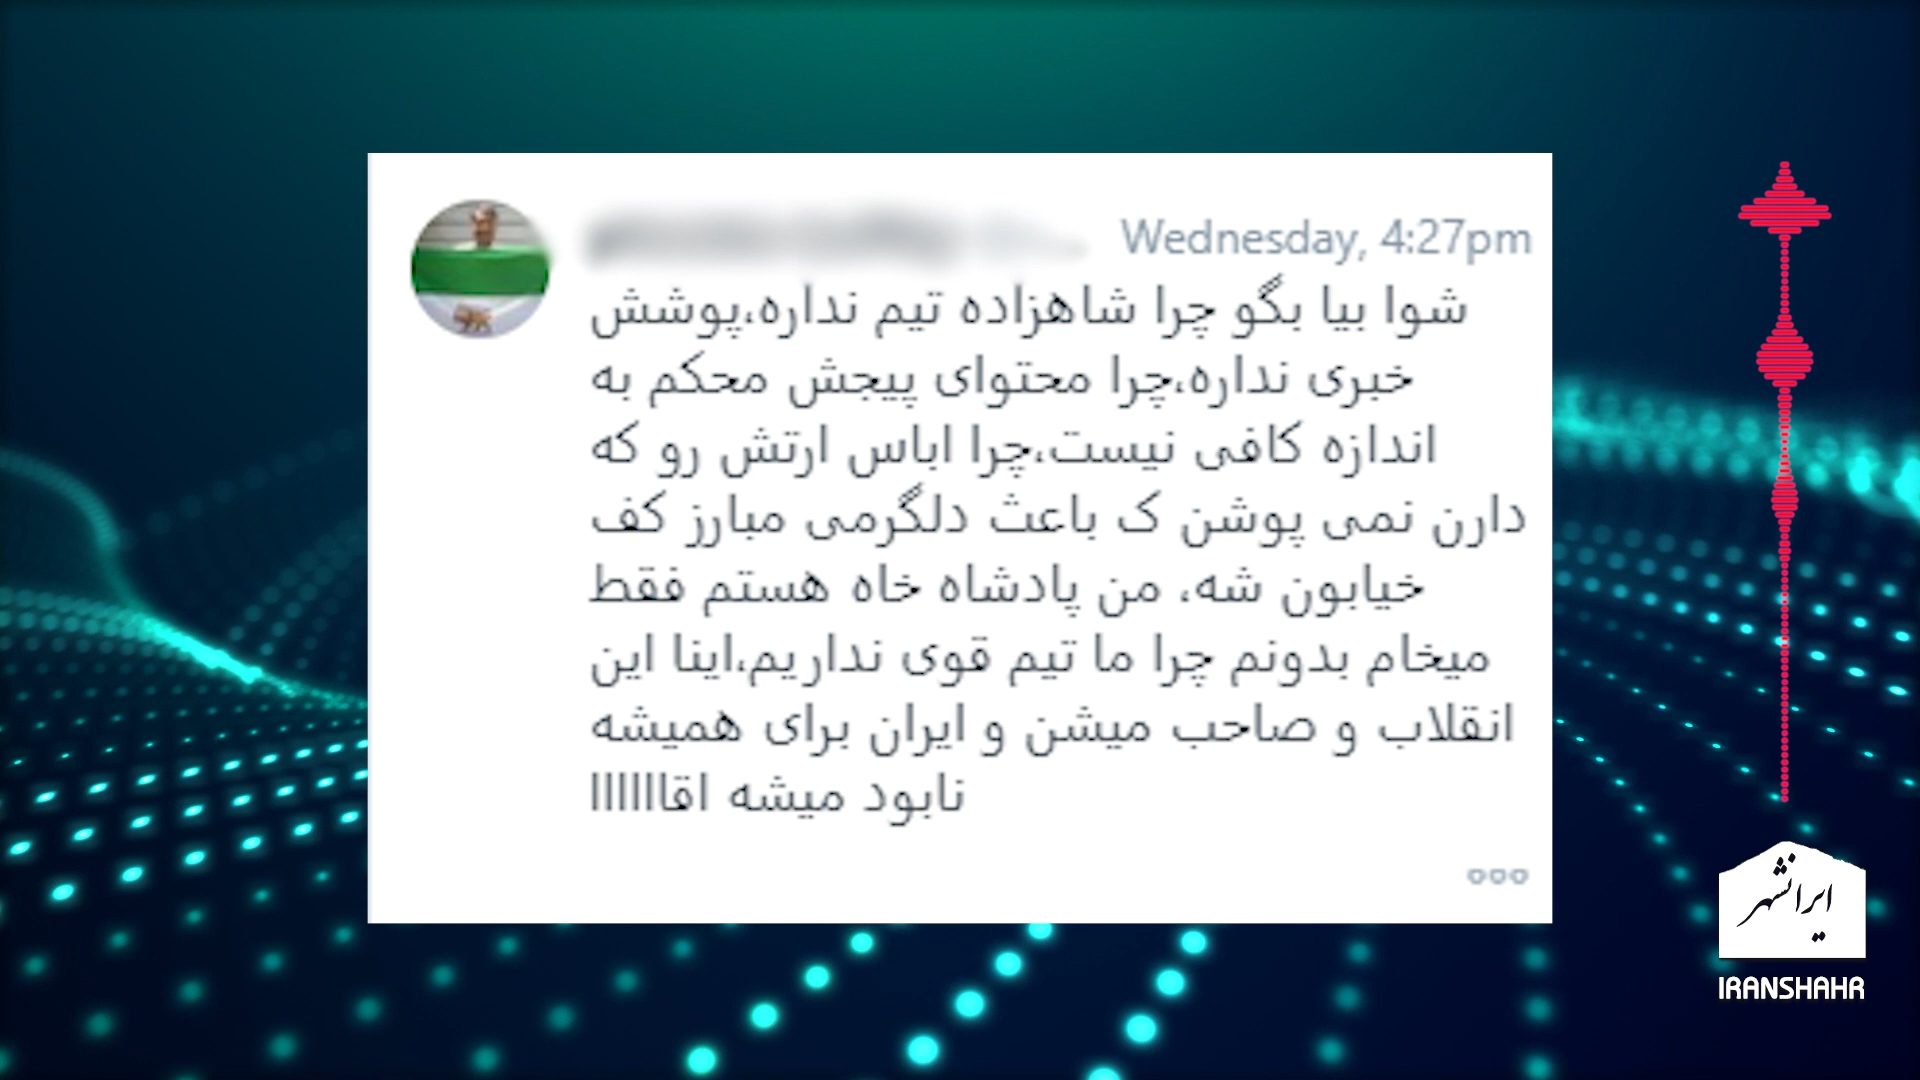 Wednesday, 4:27pm
شوا بیا بگو چرا شاهزاده تیم نداره،پوشش
خبری نداره،چرا محتوای پیجش محکم به
اندازه کافی نیست،چرا اباس ارتش رو که
دارن نمی پوشن ک باعث دلگرمی مبارز کف
خیابون شه، من پادشاه خاه هستم فقط
میخام بدونم چرا ما تیم قوی نداریم،اینا این
انقلاب و صاحب میشن و ایران برای همیشه
نابود میشه اقاااااا
ایرانشهر
IRANSHAHR